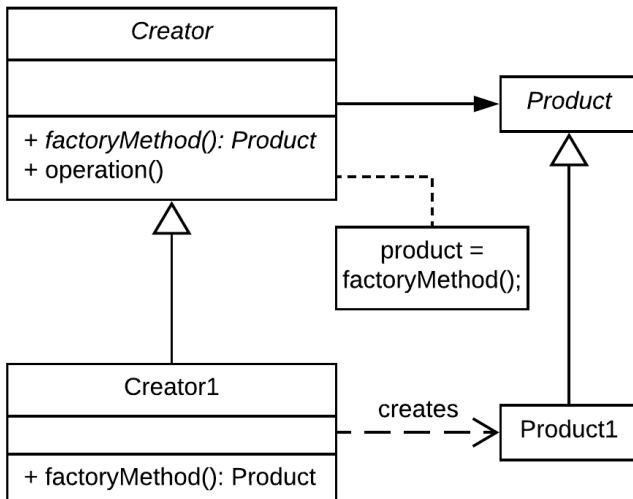 Creator
Product
+ factoryMethod(): Product
+ operation()
product =
factoryMethod();
Creator1
creates
Product1
+ factoryMethod(): Product